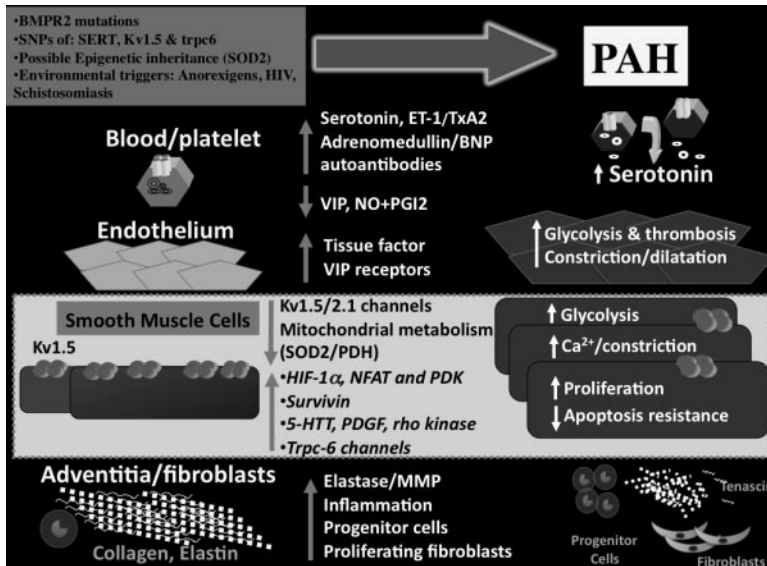 •BMPR2 mutations
•SNPs of: SERT, Kv1.5 & trpc6
•Possible Epigenetic inheritance (SOD2)
•Environmental triggers: Anorexigens, HIV,
Schistosomiasis
PAH
Blood/platelet
Serotonin, ET-1/TxA2
Adrenomedullin/BNP
autoantibodies
VIP, NO+PGI2
Serotonin
Endothelium
Tissue factor
VIP receptors
Glycolysis & thrombosis
Constriction/dilatation
Smooth Muscle Cells
Kv1.5
Kv1.5/2.1 channels
Mitochondrial metabolism
(SOD2/PDH)
•HIF-1α, NFAT and PDK
•Survivin
•5-HTT, PDGF, rho kinase
•Trpc-6 channels
Glycolysis
Ca²⁺/constriction
Proliferation
Apoptosis resistance
Adventitia/fibroblasts
Collagen, Elastin
Elastase/MMP
Inflammation
Progenitor cells
Proliferating fibroblasts
Tenascin
Progenitor
Cells
Fibroblasts